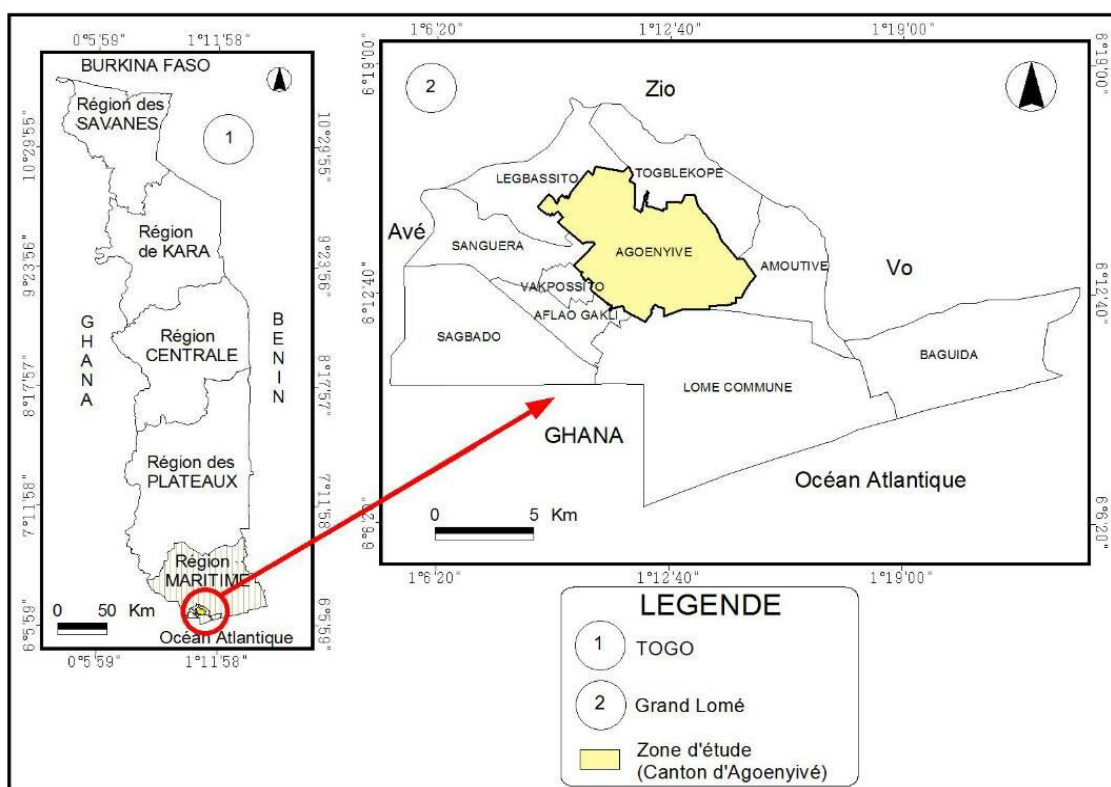 0°5'59" 1°11'58"
BURKINA FASO
Région des
SAVANES
1
10°29'55" 10°29'55"
Région
de KARA
9°23'56" 9°23'56"
GHANA
Région
CENTRALE
BENIN
8°17'57" 8°17'57"
Région des
PLATEAUX
7°11'58" 7°11'58"
Région
MARITIME
0 50 Km
Océan Atlantique
6°5'59" 6°5'59"
0°5'59" 1°11'58"
1°6'20" 1°12'40" 1°19'00"
6°19'00" 6°19'00"
2
Zio
LEGBASSITO
TOGBLEKOPE
Avé
SANGUERA
AGOENYIVE
AMOUTIVE
Vo
VAKPOSSITO
6°12'40" 6°12'40"
AFLAO GAKLI
SAGBADO
BAGUIDA
LOME COMMUNE
GHANA
Océan Atlantique
0 5 Km
6°6'20" 6°6'20"
1°6'20" 1°12'40" 1°19'00"
LEGENDE
1 TOGO
2 Grand Lomé
Zone d'étude
(Canton d'Agoenyivé)